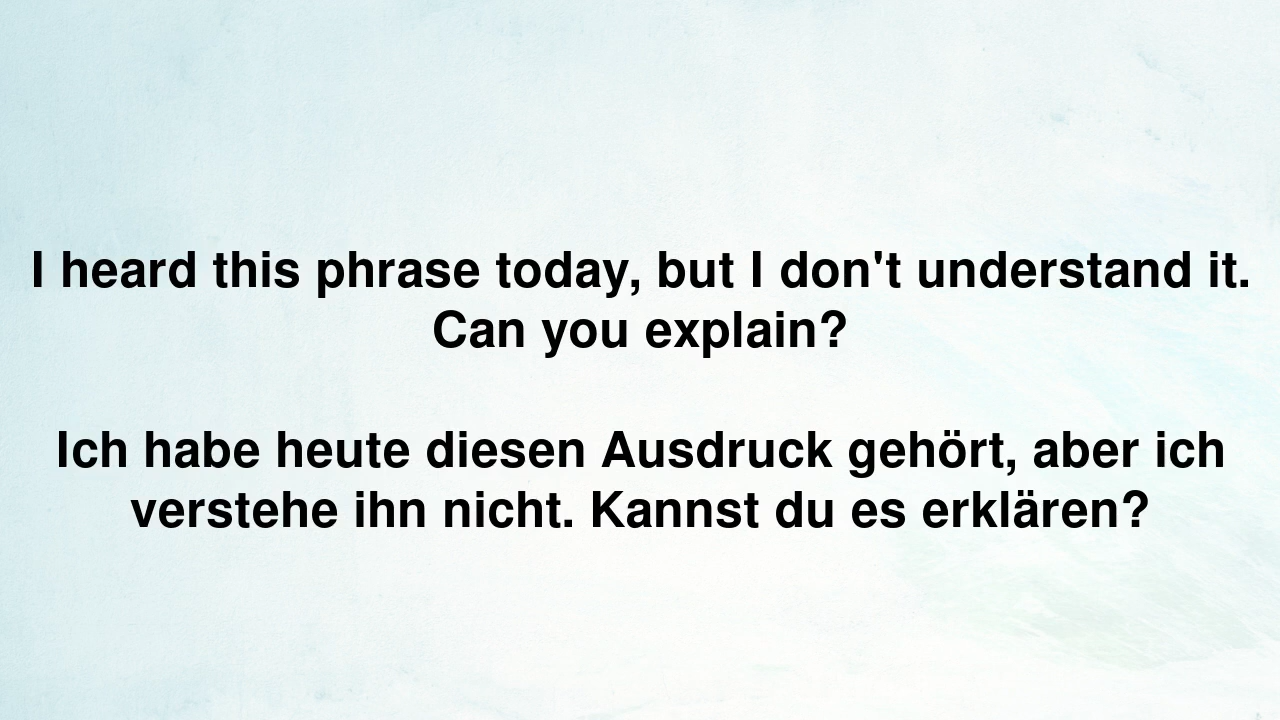 I heard this phrase today, but I don't understand it.
Can you explain?
Ich habe heute diesen Ausdruck gehört, aber ich
verstehe ihn nicht. Kannst du es erklären?